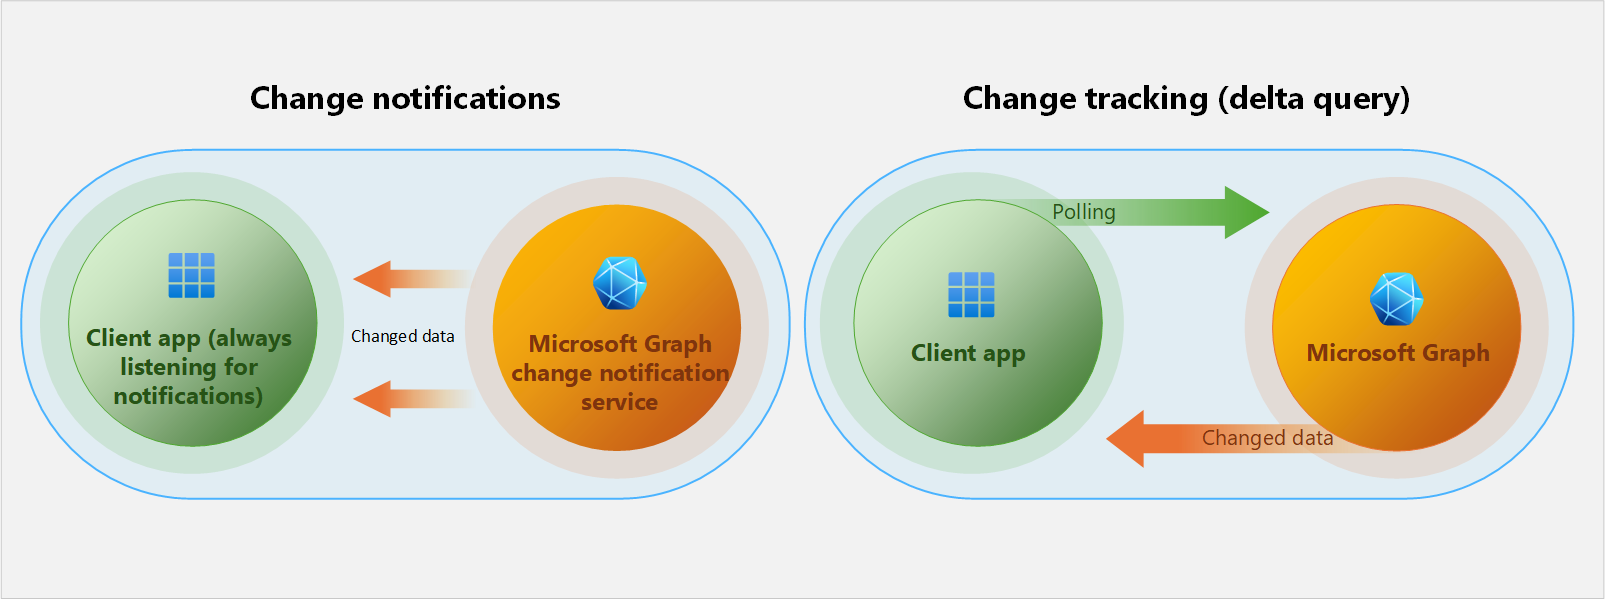 Change notifications
Client app (always
listening for
notifications)
Changed data
Microsoft Graph
change notification
service
Change tracking (delta query)
Polling
Client app
Microsoft Graph
Changed data